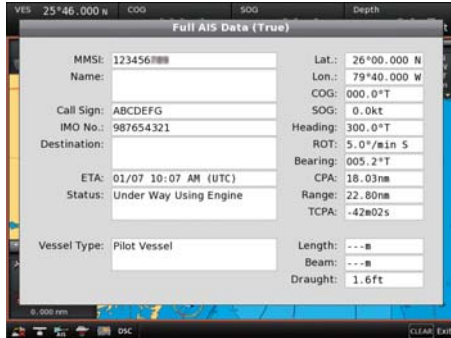 VES 25°46.000 N COG SOG Depth
Full AIS Data (True)
MMSI: 123456
Lat.: 26°00.000 N
Name:
Lon.: 79°40.000 W
COG: 000.0°T
Call Sign: ABCDEFG
SOG: 0.0kt
IMO No.: 987654321
Heading: 300.0°T
Destination:
ROT: 5.0°/min S
Bearing: 005.2°T
ETA: 01/07 10:07 AM (UTC)
CPA: 18.03nm
Status: Under Way Using Engine
Range: 22.80nm
TCPA: -42m02s
Vessel Type: Pilot Vessel
Length: ---m
Beam: ---m
Draught: 1.6ft
0.000 nm
AIS DSC CLEAR Exit